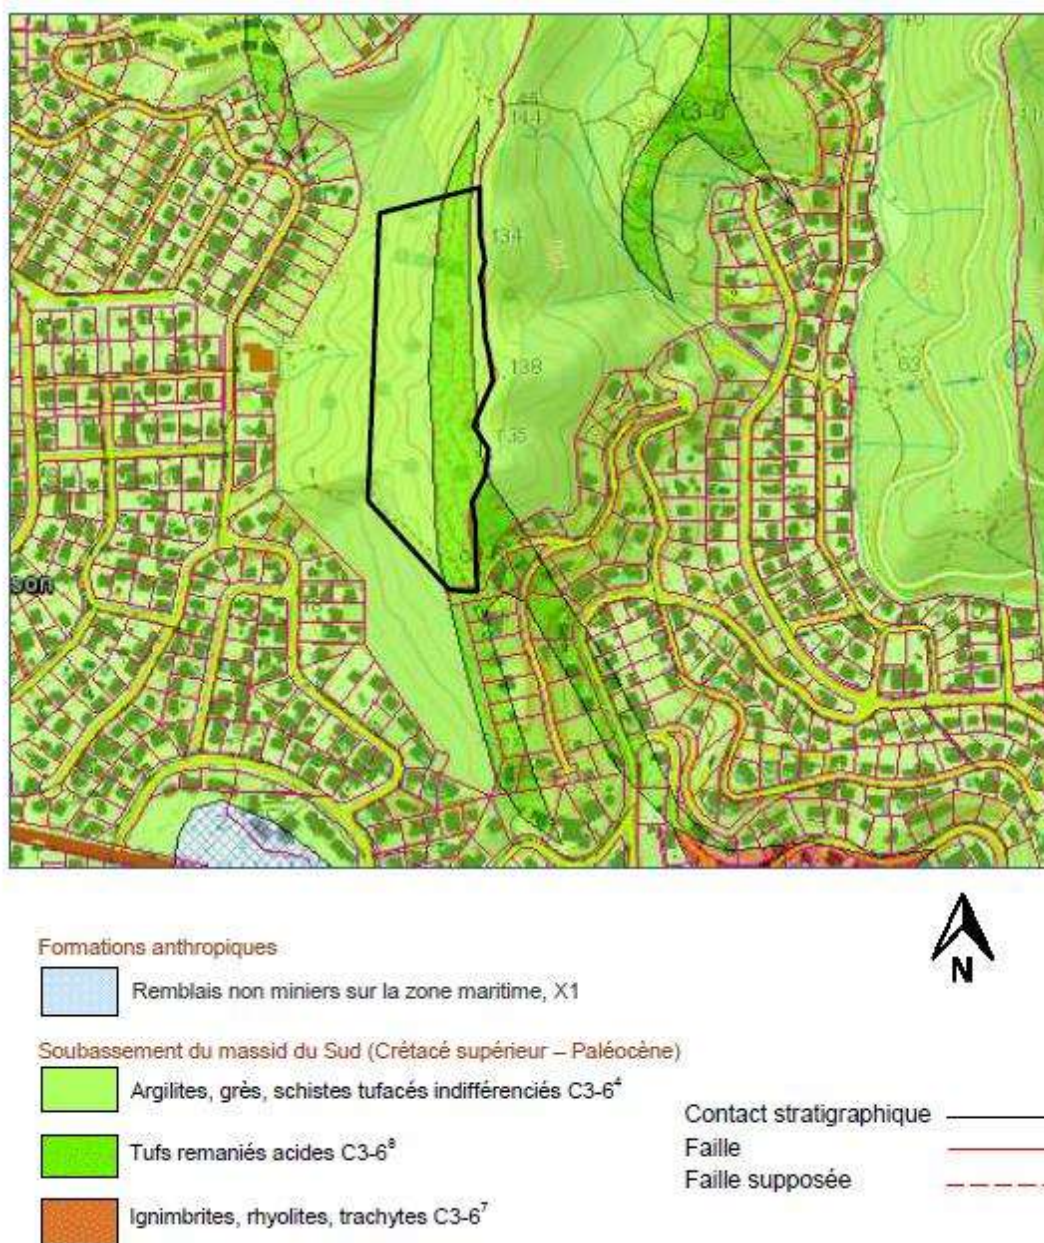 144
C3-6
134
138
63
135
son
N
Formations anthropiques
Remblais non miniers sur la zone maritime, X1
Soubassement du massid du Sud (Crétacé supérieur – Paléocène)
Argilites, grès, schistes tufacés indifférenciés C3-6⁴
Tufs remaniés acides C3-6⁸
Ignimbrites, rhyolites, trachytes C3-6⁷
Contact stratigraphique
Faille
Faille supposée